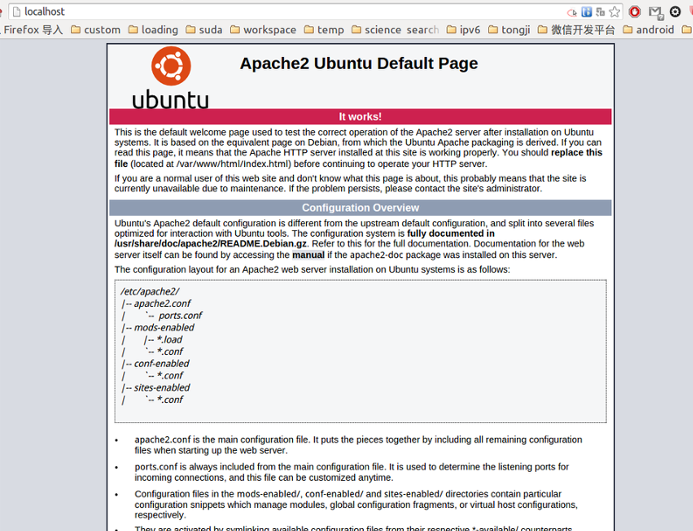 localhost
Firefox 导入 custom loading suda workspace temp science search ipv6 tongji 微信开发平台 android
ubuntu
Apache2 Ubuntu Default Page
It works!
This is the default welcome page used to test the correct operation of the Apache2 server after installation on Ubuntu
systems. It is based on the equivalent page on Debian, from which the Ubuntu Apache packaging is derived. If you can
read this page, it means that the Apache HTTP server installed at this site is working properly. You should replace this
file (located at /var/www/html/index.html) before continuing to operate your HTTP server.
If you are a normal user of this web site and don't know what this page is about, this probably means that the site is
currently unavailable due to maintenance. If the problem persists, please contact the site's administrator.
Configuration Overview
Ubuntu's Apache2 default configuration is different from the upstream default configuration, and split into several files
optimized for interaction with Ubuntu tools. The configuration system is fully documented in
/usr/share/doc/apache2/README.Debian.gz. Refer to this for the full documentation. Documentation for the web
server itself can be found by accessing the manual if the apache2-doc package was installed on this server.
The configuration layout for an Apache2 web server installation on Ubuntu systems is as follows:
/etc/apache2/
|-- apache2.conf
| `-- ports.conf
|-- mods-enabled
| |-- *.load
| `-- *.conf
|-- conf-enabled
| `-- *.conf
|-- sites-enabled
| `-- *.conf
• apache2.conf is the main configuration file. It puts the pieces together by including all remaining configuration
files when starting up the web server.
• ports.conf is always included from the main configuration file. It is used to determine the listening ports for
incoming connections, and this file can be customized anytime.
• Configuration files in the mods-enabled/, conf-enabled/ and sites-enabled/ directories contain particular
configuration snippets which manage modules, global configuration fragments, or virtual host configurations,
respectively.
• They are activated by symlinking available configuration files from their respective *-available/ counterparts.